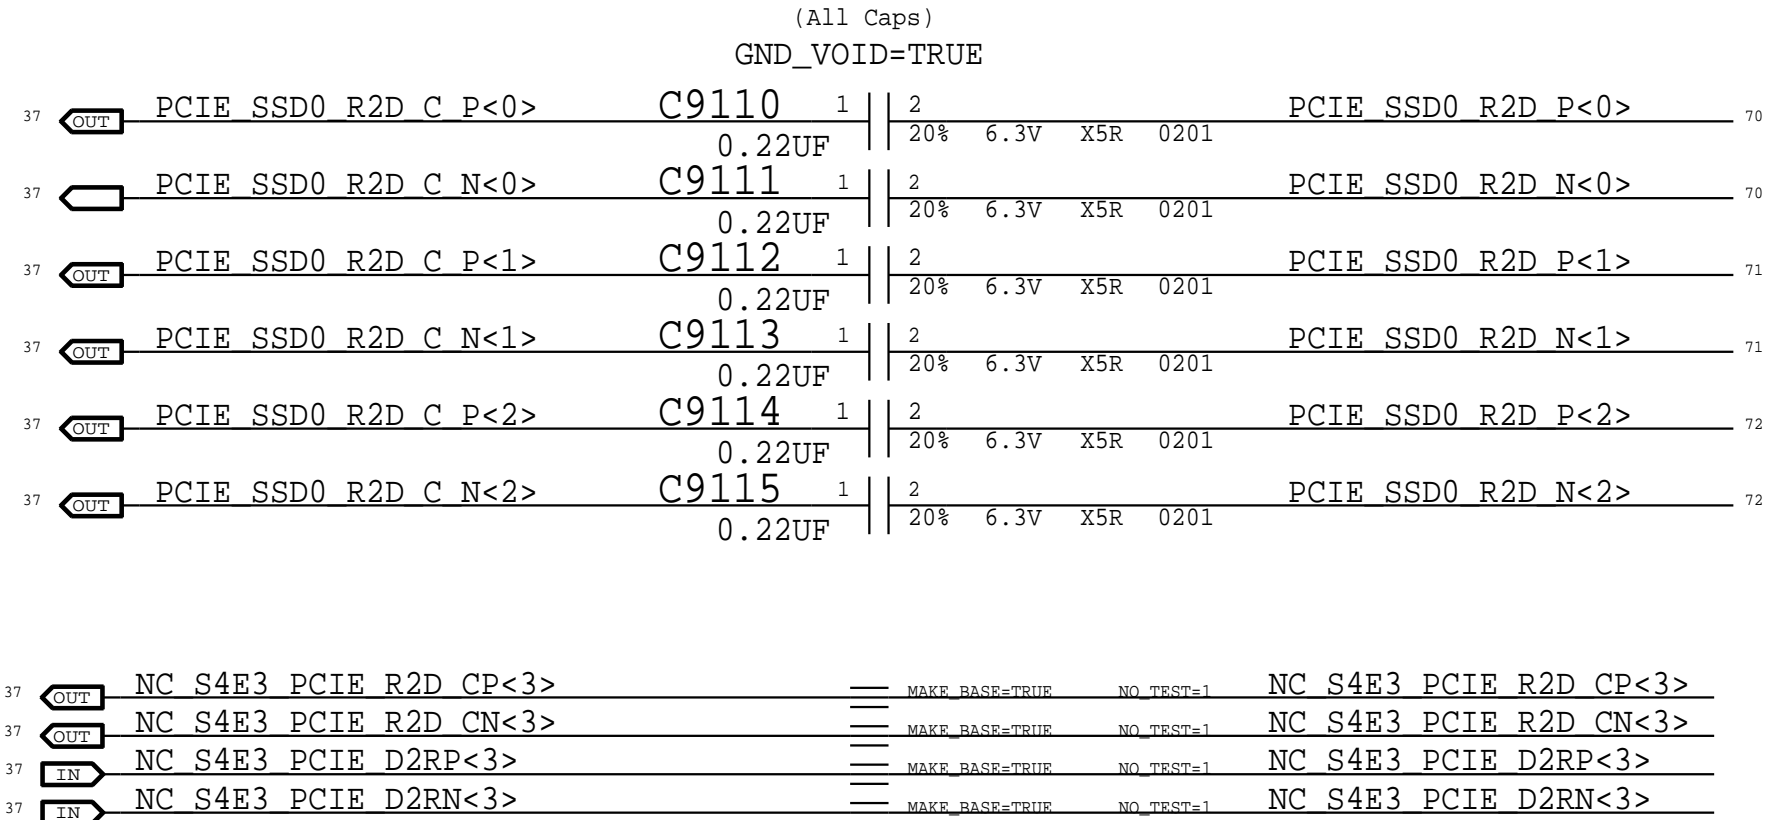 (All Caps)
GND_VOID=TRUE
37 OUT PCIE_SSD0_R2D_C_P<0> C9110 1 2 PCIE_SSD0_R2D_P<0> 70
0.22UF 20% 6.3V X5R 0201
37 PCIE_SSD0_R2D_C_N<0> C9111 1 2 PCIE_SSD0_R2D_N<0> 70
0.22UF 20% 6.3V X5R 0201
37 OUT PCIE_SSD0_R2D_C_P<1> C9112 1 2 PCIE_SSD0_R2D_P<1> 71
0.22UF 20% 6.3V X5R 0201
37 OUT PCIE_SSD0_R2D_C_N<1> C9113 1 2 PCIE_SSD0_R2D_N<1> 71
0.22UF 20% 6.3V X5R 0201
37 OUT PCIE_SSD0_R2D_C_P<2> C9114 1 2 PCIE_SSD0_R2D_P<2> 72
0.22UF 20% 6.3V X5R 0201
37 OUT PCIE_SSD0_R2D_C_N<2> C9115 1 2 PCIE_SSD0_R2D_N<2> 72
0.22UF 20% 6.3V X5R 0201
37 OUT NC_S4E3_PCIE_R2D_CP<3> MAKE_BASE=TRUE NO_TEST=1 NC_S4E3_PCIE_R2D_CP<3>
37 OUT NC_S4E3_PCIE_R2D_CN<3> MAKE_BASE=TRUE NO_TEST=1 NC_S4E3_PCIE_R2D_CN<3>
37 IN NC_S4E3_PCIE_D2RP<3> MAKE_BASE=TRUE NO_TEST=1 NC_S4E3_PCIE_D2RP<3>
37 IN NC_S4E3_PCIE_D2RN<3> MAKE_BASE=TRUE NO_TEST=1 NC_S4E3_PCIE_D2RN<3>